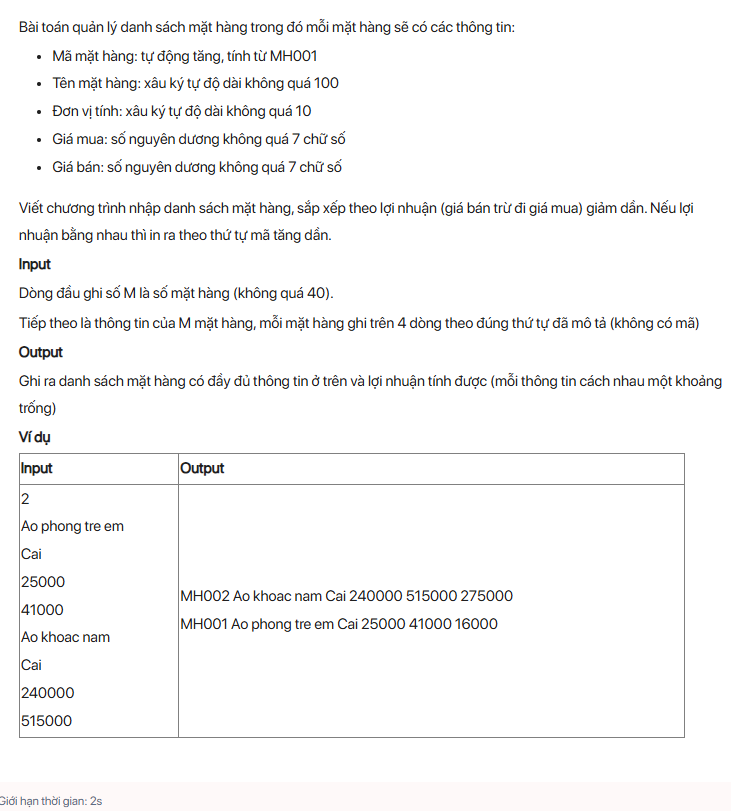 Bài toán quản lý danh sách mặt hàng trong đó mỗi mặt hàng sẽ có các thông tin:
• Mã mặt hàng: tự động tăng, tính từ MH001
• Tên mặt hàng: xâu ký tự độ dài không quá 100
• Đơn vị tính: xâu ký tự độ dài không quá 10
• Giá mua: số nguyên dương không quá 7 chữ số
• Giá bán: số nguyên dương không quá 7 chữ số
Viết chương trình nhập danh sách mặt hàng, sắp xếp theo lợi nhuận (giá bán trừ đi giá mua) giảm dần. Nếu lợi
nhuận bằng nhau thì in ra theo thứ tự mã tăng dần.
Input
Dòng đầu ghi số M là số mặt hàng (không quá 40).
Tiếp theo là thông tin của M mặt hàng, mỗi mặt hàng ghi trên 4 dòng theo đúng thứ tự đã mô tả (không có mã)
Output
Ghi ra danh sách mặt hàng có đầy đủ thông tin ở trên và lợi nhuận tính được (mỗi thông tin cách nhau một khoảng
trống)
Ví dụ
Input
Output
2
Ao phong tre em
Cai
25000
41000
Ao khoac nam
Cai
240000
515000
MH002 Ao khoac nam Cai 240000 515000 275000
MH001 Ao phong tre em Cai 25000 41000 16000
Giới hạn thời gian: 2s